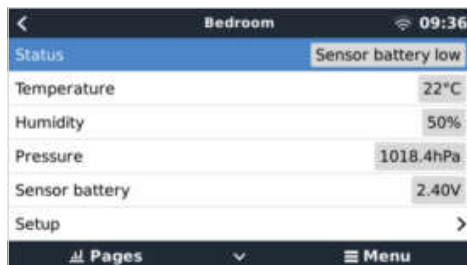 Bedroom 09:36
Status Sensor battery low
Temperature 22°C
Humidity 50%
Pressure 1018.4hPa
Sensor battery 2.40V
Setup
Pages Menu